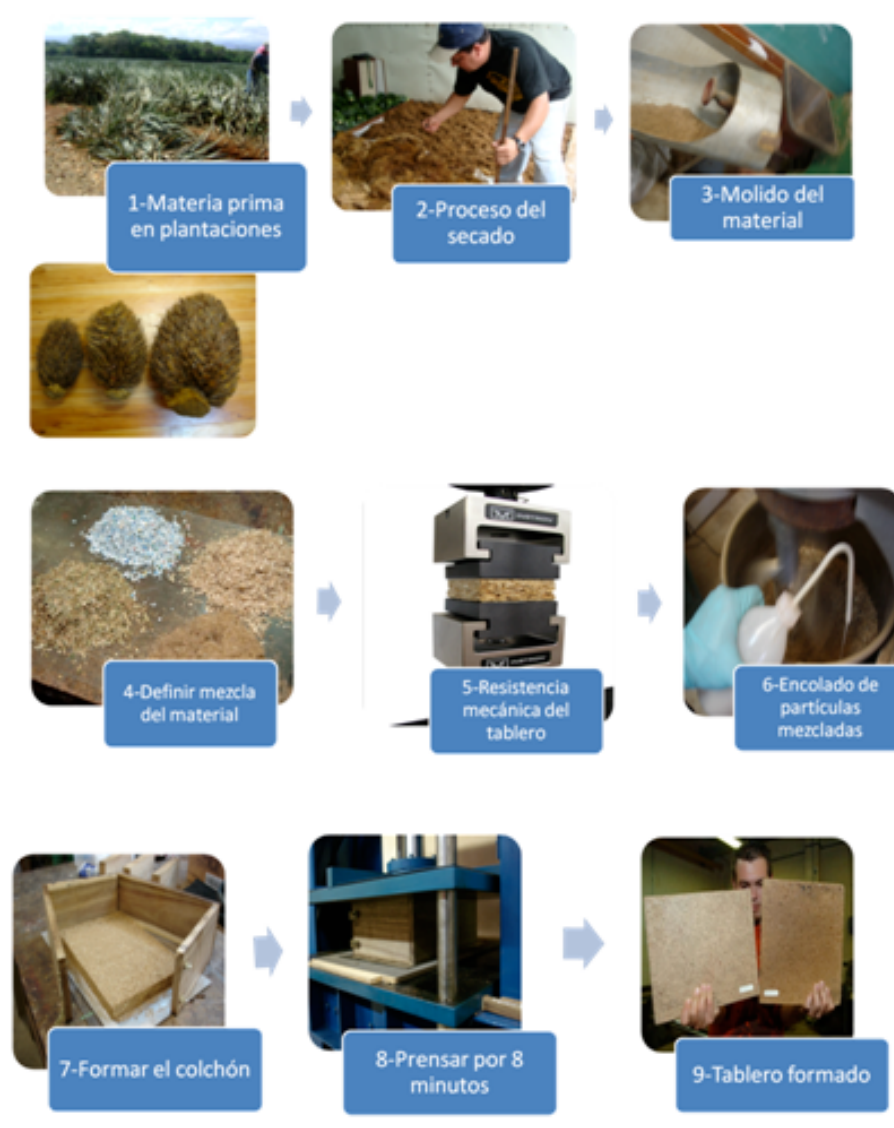 1-Materia prima
en plantaciones
2-Proceso del
secado
3-Molido del
material
4-Definir mezcla
del material
5-Resistencia
mecánica del
tablero
6-Encolado de
partículas
mezcladas
7-Formar el colchón
8-Prensar por 8
minutos
9-Tablero formado